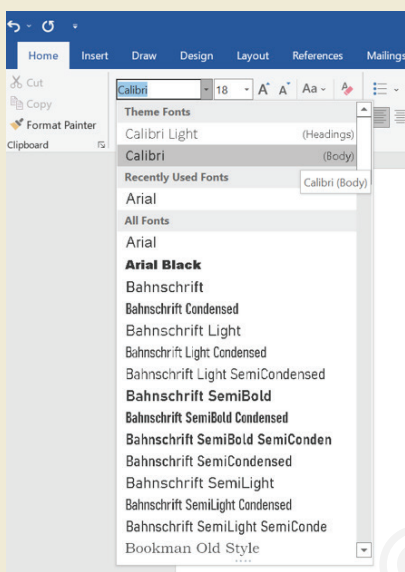 Home Insert Draw Design Layout References Mailings
Cut
Copy
Format Painter
Clipboard
Calibri 18 A A Aa
Theme Fonts
Calibri Light (Headings)
Calibri (Body)
Recently Used Fonts
Calibri (Body)
Arial
All Fonts
Arial
Arial Black
Bahnschrift
Bahnschrift Condensed
Bahnschrift Light
Bahnschrift Light Condensed
Bahnschrift Light SemiCondensed
Bahnschrift SemiBold
Bahnschrift SemiBold Condensed
Bahnschrift SemiBold SemiConden
Bahnschrift SemiCondensed
Bahnschrift SemiLight
Bahnschrift SemiLight Condensed
Bahnschrift SemiLight SemiConde
Bookman Old Style